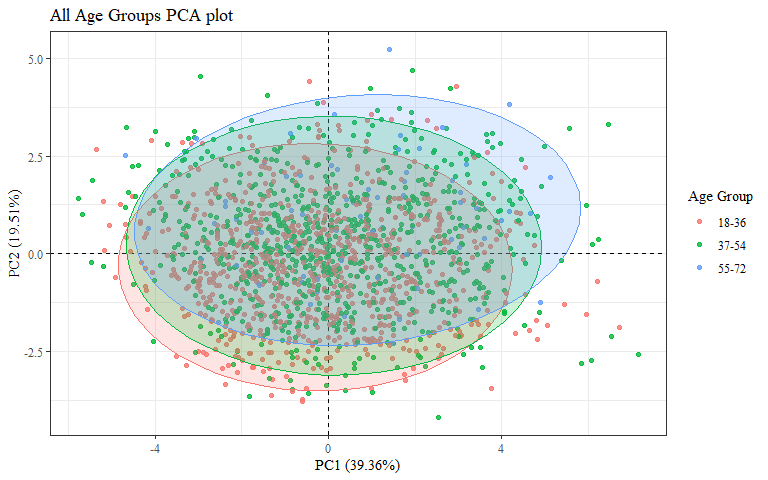 All Age Groups PCA plot
5.0
2.5
0.0
-2.5
PC2 (19.51%)
-4
0
4
PC1 (39.36%)
Age Group
18-36
37-54
55-72